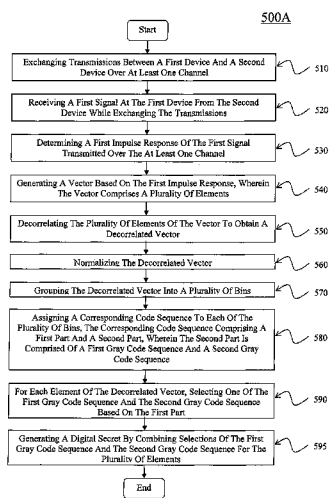 500A
Start
Exchanging Transmissions Between A First Device And A Second
Device Over At Least One Channel
510
Receiving A First Signal At The First Device From The Second
Device While Exchanging The Transmissions
520
Determining A First Impulse Response Of The First Signal
Transmitted Over The At Least One Channel
530
Generating A Vector Based On The First Impulse Response, Wherein
The Vector Comprises A Plurality Of Elements
540
Decorrelating The Plurality Of Elements Of The Vector To Obtain A
Decorrelated Vector
550
Normalizing The Decorrelated Vector
560
Grouping The Decorrelated Vector Into A Plurality Of Bins
570
Assigning A Corresponding Code Sequence To Each Of The
Plurality Of Bins, The Corresponding Code Sequence Comprising A
First Part And A Second Part, Wherein The Second Part Is
Comprised Of A First Gray Code Sequence And A Second Gray
Code Sequence
580
For Each Element Of The Decorrelated Vector, Selecting One Of The
First Gray Code Sequence And The Second Gray Code Sequence
Based On The First Part
590
Generating A Digital Secret By Combining Selections Of The First
Gray Code Sequence And The Second Gray Code Sequence For The
Plurality Of Elements
595
End